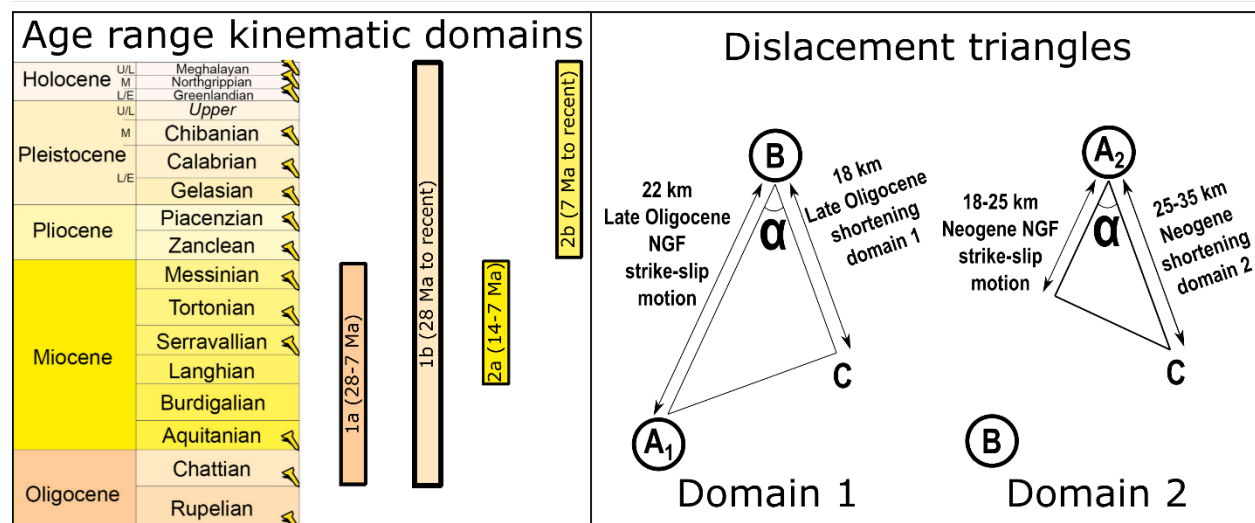 Age range kinematic domains
Holocene
U/L
Meghalayan
M
Northgrippian
L/E
Greenlandian
Pleistocene
U/L
Upper
M
Chibanian
Calabrian
L/E
Gelasian
Pliocene
Piacenzian
Zanclean
Miocene
Messinian
Tortonian
Serravallian
Langhian
Burdigalian
Aquitanian
Oligocene
Chattian
Rupelian
1a (28-7 Ma)
1b (28 Ma to recent)
2a (14-7 Ma)
2b (7 Ma to recent)
Dislacement triangles
B
22 km
Late Oligocene
NGF
strike-slip
motion
α
18 km
Late Oligocene
shortening
domain 1
C
A1
Domain 1
A2
18-25 km
Neogene NGF
strike-slip
motion
α
25-35 km
Neogene
shortening
domain 2
C
B
Domain 2